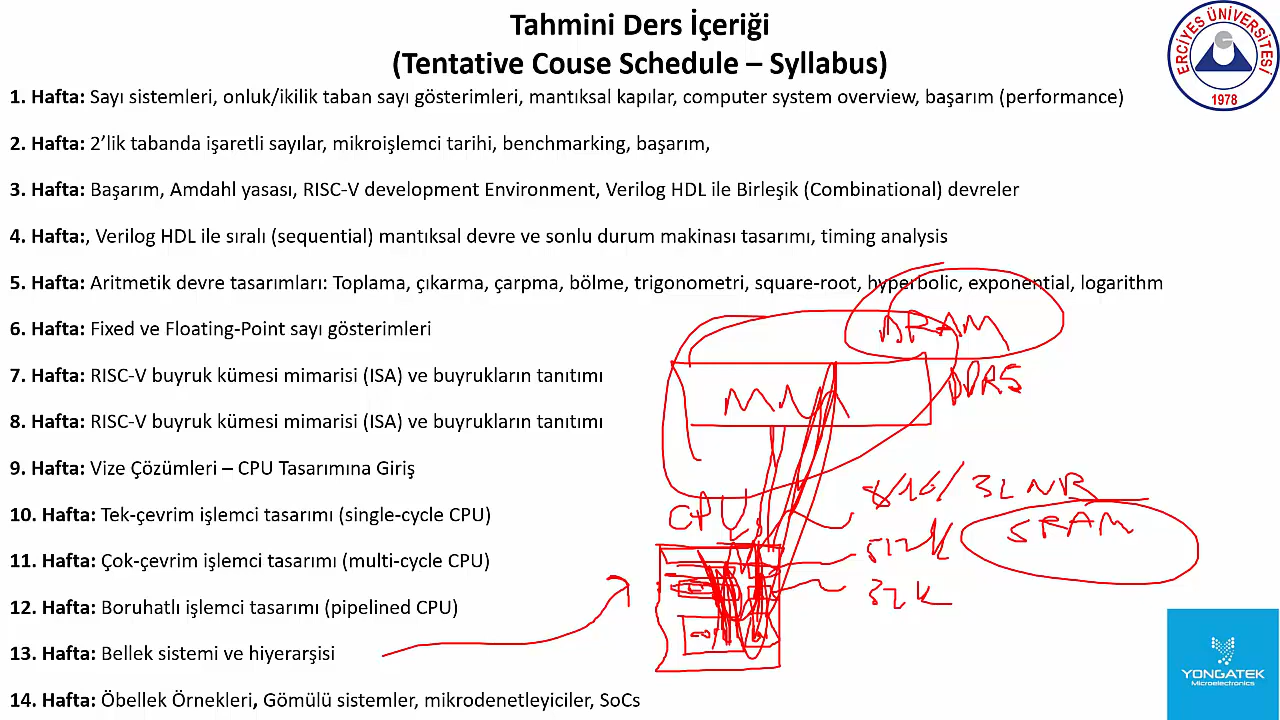 Tahmini Ders İçeriği
(Tentative Couse Schedule – Syllabus)
ERCİYES ÜNİVERSİTESİ
1978
1. Hafta: Sayı sistemleri, onluk/ikilik taban sayı gösterimleri, mantıksal kapılar, computer system overview, başarım (performance)
2. Hafta: 2’lik tabanda işaretli sayılar, mikroişlemci tarihi, benchmarking, başarım,
3. Hafta: Başarım, Amdahl yasası, RISC-V development Environment, Verilog HDL ile Birleşik (Combinational) devreler
4. Hafta:, Verilog HDL ile sıralı (sequential) mantıksal devre ve sonlu durum makinası tasarımı, timing analysis
5. Hafta: Aritmetik devre tasarımları: Toplama, çıkarma, çarpma, bölme, trigonometri, square-root, hyperbolic, exponential, logarithm
6. Hafta: Fixed ve Floating-Point sayı gösterimleri
DRAM
7. Hafta: RISC-V buyruk kümesi mimarisi (ISA) ve buyrukların tanıtımı
DDR5
8. Hafta: RISC-V buyruk kümesi mimarisi (ISA) ve buyrukların tanıtımı
9. Hafta: Vize Çözümleri – CPU Tasarımına Giriş
8/16/32 MB
10. Hafta: Tek-çevrim işlemci tasarımı (single-cycle CPU)
CPU
SRAM
512K
11. Hafta: Çok-çevrim işlemci tasarımı (multi-cycle CPU)
32K
12. Hafta: Boruhatlı işlemci tasarımı (pipelined CPU)
13. Hafta: Bellek sistemi ve hiyerarşisi
14. Hafta: Öbellek Örnekleri, Gömülü sistemler, mikrodenetleyiciler, SoCs
YONGATEK
Microelectronics